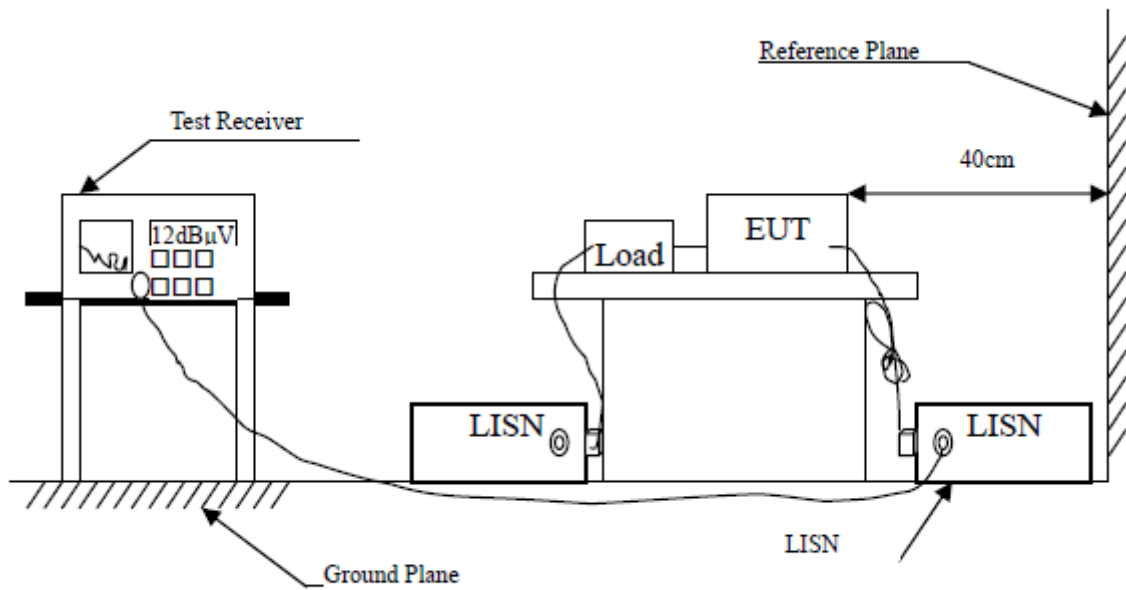 Reference Plane
Test Receiver
40cm
12dBµV
EUT
Load
LISN
LISN
LISN
Ground Plane